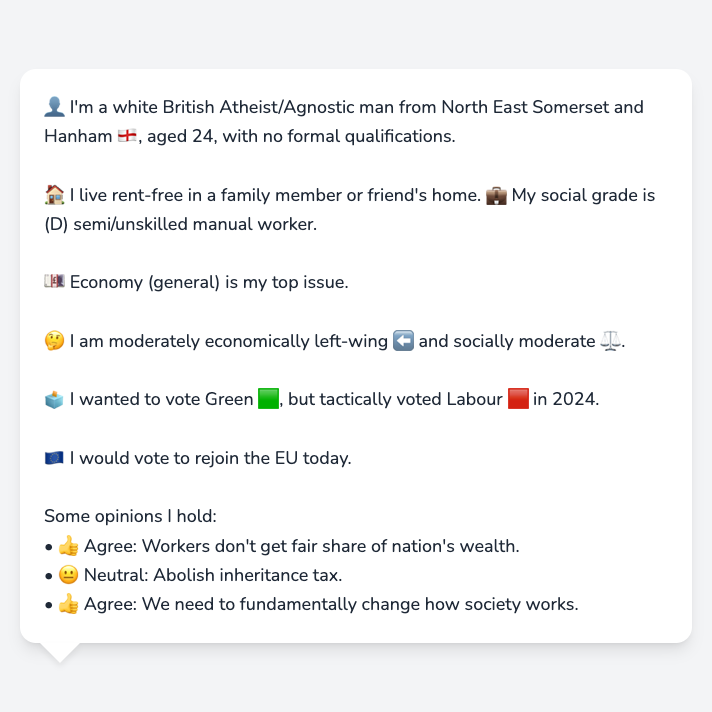 👤 I'm a white British Atheist/Agnostic man from North East Somerset and
Hanham 🏴󠁧󠁢󠁥󠁮󠁧󠁿, aged 24, with no formal qualifications.
🏠 I live rent-free in a family member or friend's home. 💼 My social grade is
(D) semi/unskilled manual worker.
💷 Economy (general) is my top issue.
🤔 I am moderately economically left-wing ⬅️ and socially moderate ⚖️.
🗳️ I wanted to vote Green 🟩, but tactically voted Labour 🟥 in 2024.
🇪🇺 I would vote to rejoin the EU today.
Some opinions I hold:
• 👍 Agree: Workers don't get fair share of nation's wealth.
• 😐 Neutral: Abolish inheritance tax.
• 👍 Agree: We need to fundamentally change how society works.